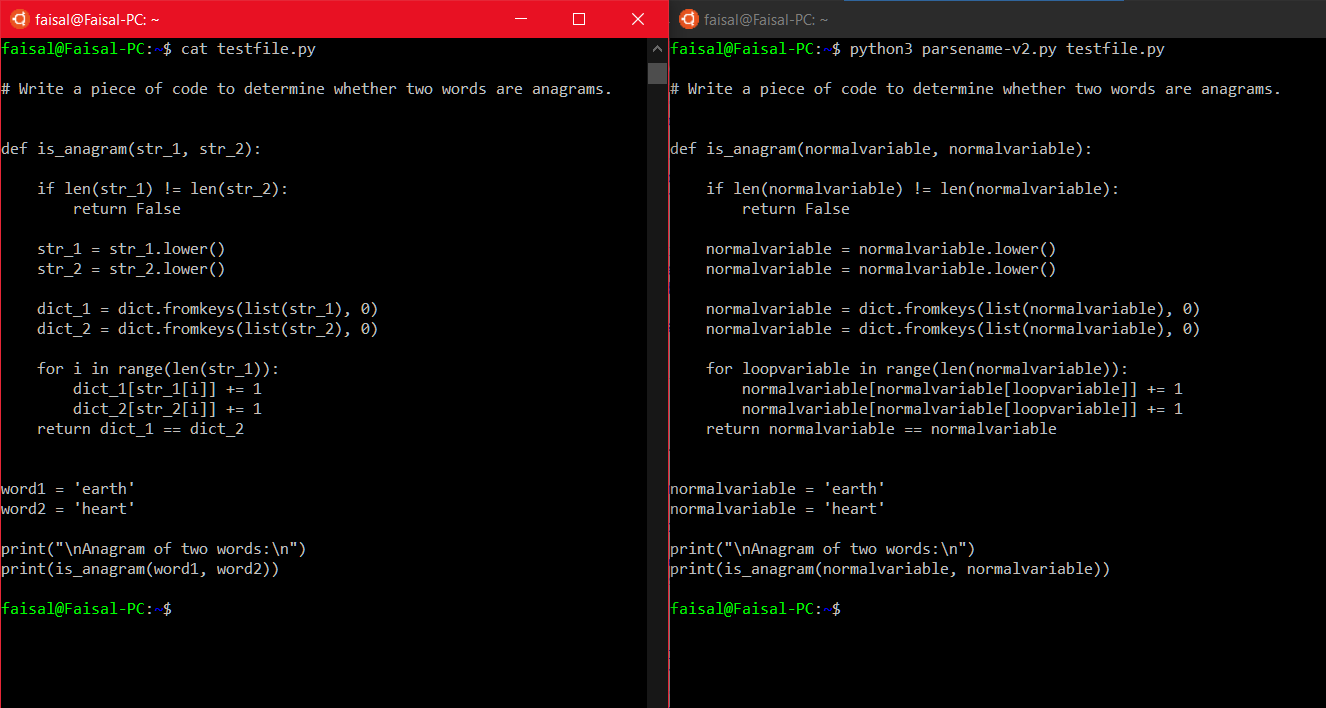 faisal@Faisal-PC: ~
faisal@Faisal-PC:~$ cat testfile.py
# Write a piece of code to determine whether two words are anagrams.
def is_anagram(str_1, str_2):
    if len(str_1) != len(str_2):
        return False
    str_1 = str_1.lower()
    str_2 = str_2.lower()
    dict_1 = dict.fromkeys(list(str_1), 0)
    dict_2 = dict.fromkeys(list(str_2), 0)
    for i in range(len(str_1)):
        dict_1[str_1[i]] += 1
        dict_2[str_2[i]] += 1
    return dict_1 == dict_2
word1 = 'earth'
word2 = 'heart'
print("\nAnagram of two words:\n")
print(is_anagram(word1, word2))
faisal@Faisal-PC:~$
faisal@Faisal-PC: ~
faisal@Faisal-PC:~$ python3 parsename-v2.py testfile.py
# Write a piece of code to determine whether two words are anagrams.
def is_anagram(normalvariable, normalvariable):
    if len(normalvariable) != len(normalvariable):
        return False
    normalvariable = normalvariable.lower()
    normalvariable = normalvariable.lower()
    normalvariable = dict.fromkeys(list(normalvariable), 0)
    normalvariable = dict.fromkeys(list(normalvariable), 0)
    for loopvariable in range(len(normalvariable)):
        normalvariable[normalvariable[loopvariable]] += 1
        normalvariable[normalvariable[loopvariable]] += 1
    return normalvariable == normalvariable
normalvariable = 'earth'
normalvariable = 'heart'
print("\nAnagram of two words:\n")
print(is_anagram(normalvariable, normalvariable))
faisal@Faisal-PC:~$